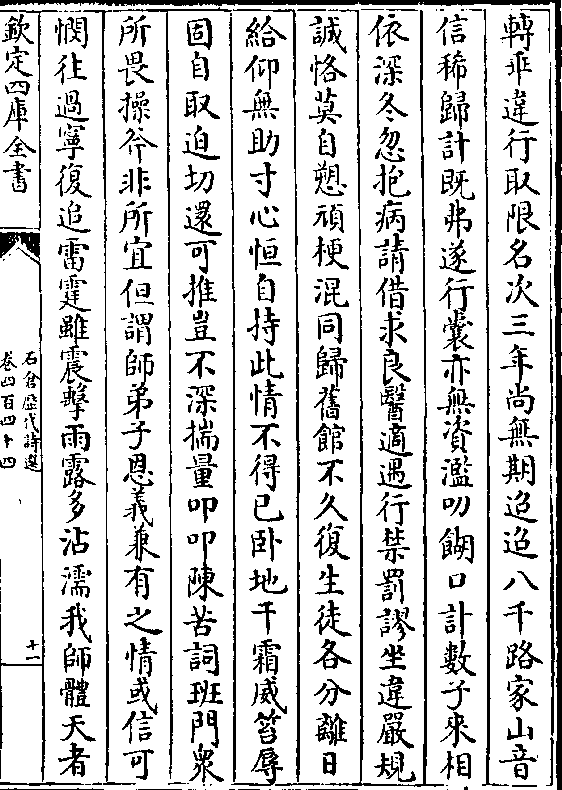 轉乖違行取限名次三年尚無期迢迢八千路家山音
信稀歸計既弗遂行囊亦無資濫叨餬口計數子來相
依深冬忽抱病請借求良醫適遇行禁罰謬坐違嚴規
誠恪莫自愬頑梗混同歸舊館不久復生徒各分離日
給仰無助寸心恒自持此情不得已卧地干霜威笞辱
固自取迫切還可推豈不深揣量叩叩陳苦詞班門衆
所畏操斧非所宜但謂師弟子恩義兼有之情或信可
憫往過寧復追雷霆雖震擊雨露多沾濡我師體天者
欽定四庫全書
石倉歷代詩選
卷四百四十四
十一